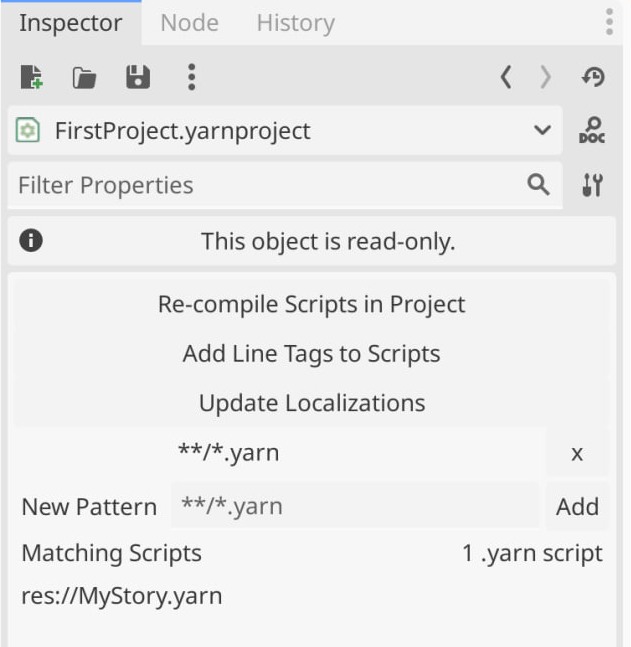 Inspector Node History
FirstProject.yarnproject
DOC
Filter Properties
This object is read-only.
Re-compile Scripts in Project
Add Line Tags to Scripts
Update Localizations
**/*.yarn x
New Pattern **/*.yarn Add
Matching Scripts 1 .yarn script
res://MyStory.yarn